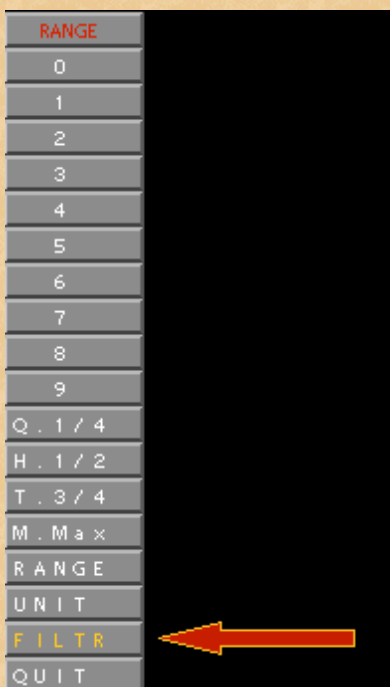 RANGE
0
1
2
3
4
5
6
7
8
9
Q.1/4
H.1/2
T.3/4
M.Max
RANGE
UNIT
FILTR
QUIT